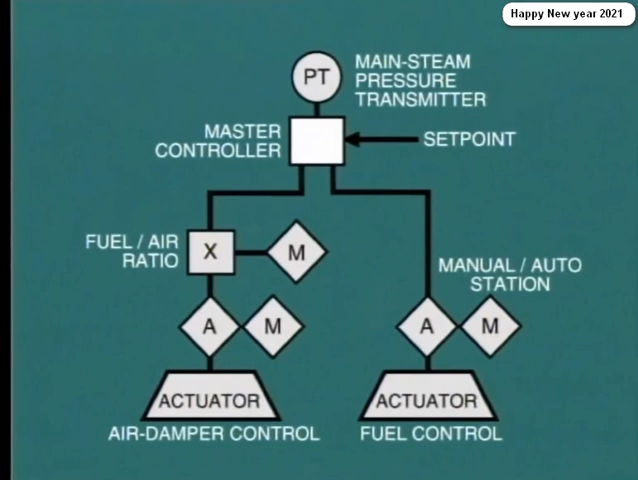 Happy New year 2021
PT
MAIN-STEAM
PRESSURE
TRANSMITTER
MASTER
CONTROLLER
SETPOINT
FUEL / AIR
RATIO
X
M
MANUAL / AUTO
STATION
A
M
A
M
ACTUATOR
ACTUATOR
AIR-DAMPER CONTROL
FUEL CONTROL